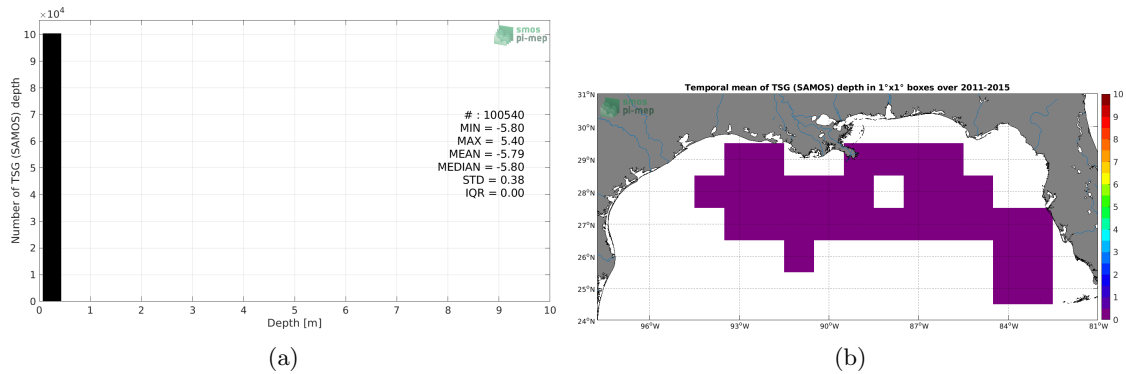 ×10⁴
10
9
8
7
6
5
4
3
2
1
0
Number of TSG (SAMOS) depth
smos
pi-mep
# : 100540
MIN = -5.80
MAX = 5.40
MEAN = -5.79
MEDIAN = -5.80
STD = 0.38
IQR = 0.00
0 1 2 3 4 5 6 7 8 9 10
Depth [m]
(a)
Temporal mean of TSG (SAMOS) depth in 1°x1° boxes over 2011-2015
smos
pi-mep
31°N
30°N
29°N
28°N
27°N
26°N
25°N
24°N
96°W 93°W 90°W 87°W 84°W 81°W
10
9
8
7
6
5
4
3
2
1
0
(b)